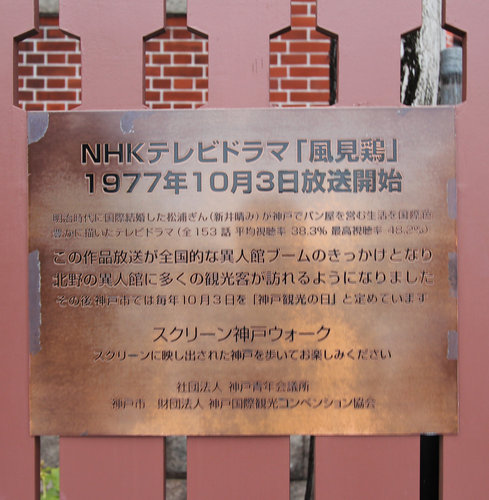 NHKテレビドラマ「風見鶏」
1977年10月3日放送開始
明治時代に国際結婚した松浦ぎん(新井晴み)が神戸でパン屋を営む生活を国際色
豊かに描いたテレビドラマ(全153話 平均視聴率 38.3% 最高視聴率 48.2%)
この作品放送が全国的な異人館ブームのきっかけとなり
北野の異人館に多くの観光客が訪れるようになりました
その後、神戸市では毎年10月3日を「神戸観光の日」と定めています
スクリーン神戸ウォーク
スクリーンに映し出された神戸を歩いてお楽しみください
社団法人 神戸青年会議所
神戸市 財団法人 神戸国際観光コンベンション協会